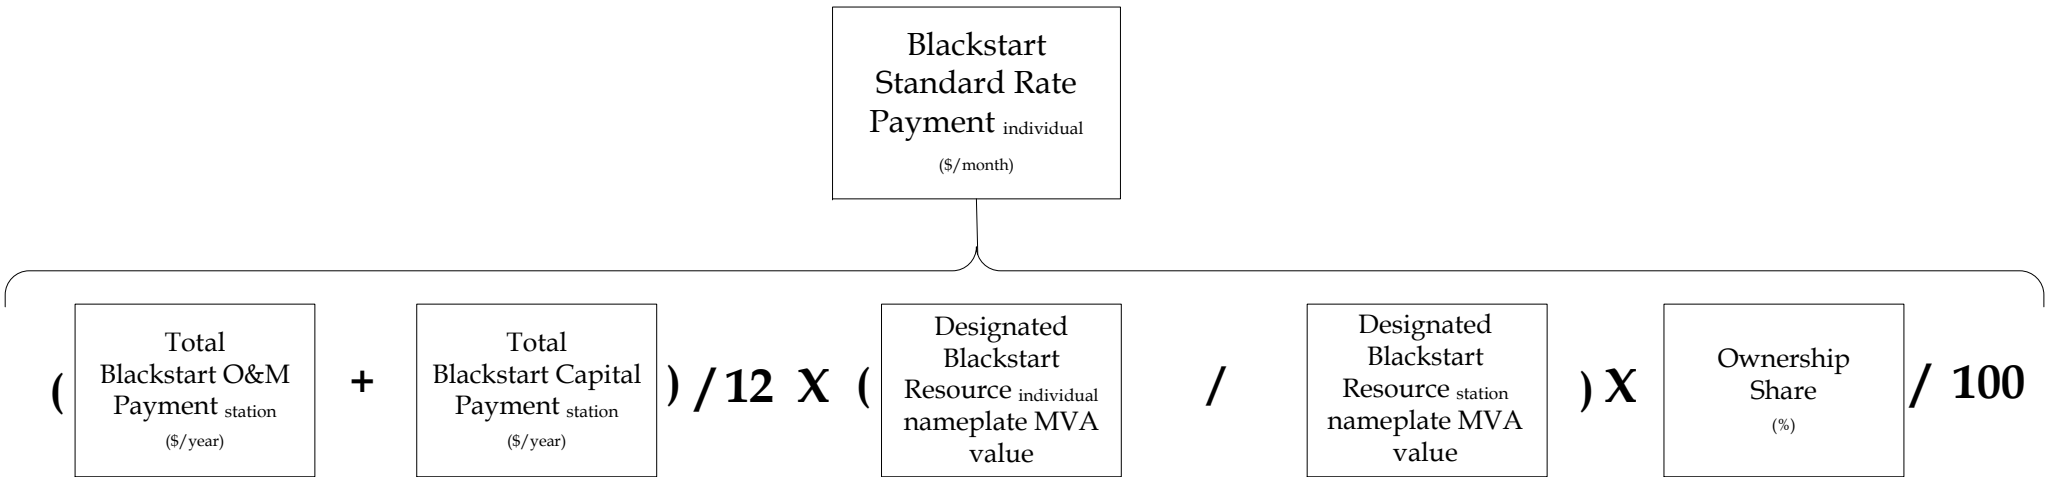 Blackstart
Standard Rate
Payment individual
($/month)
(
Total
Blackstart O&M
Payment station
($/year)
+
Total
Blackstart Capital
Payment station
($/year)
) / 12 X (
Designated
Blackstart
Resource individual
nameplate MVA
value
/
Designated
Blackstart
Resource station
nameplate MVA
value
) X
Ownership
Share
(%)
/ 100